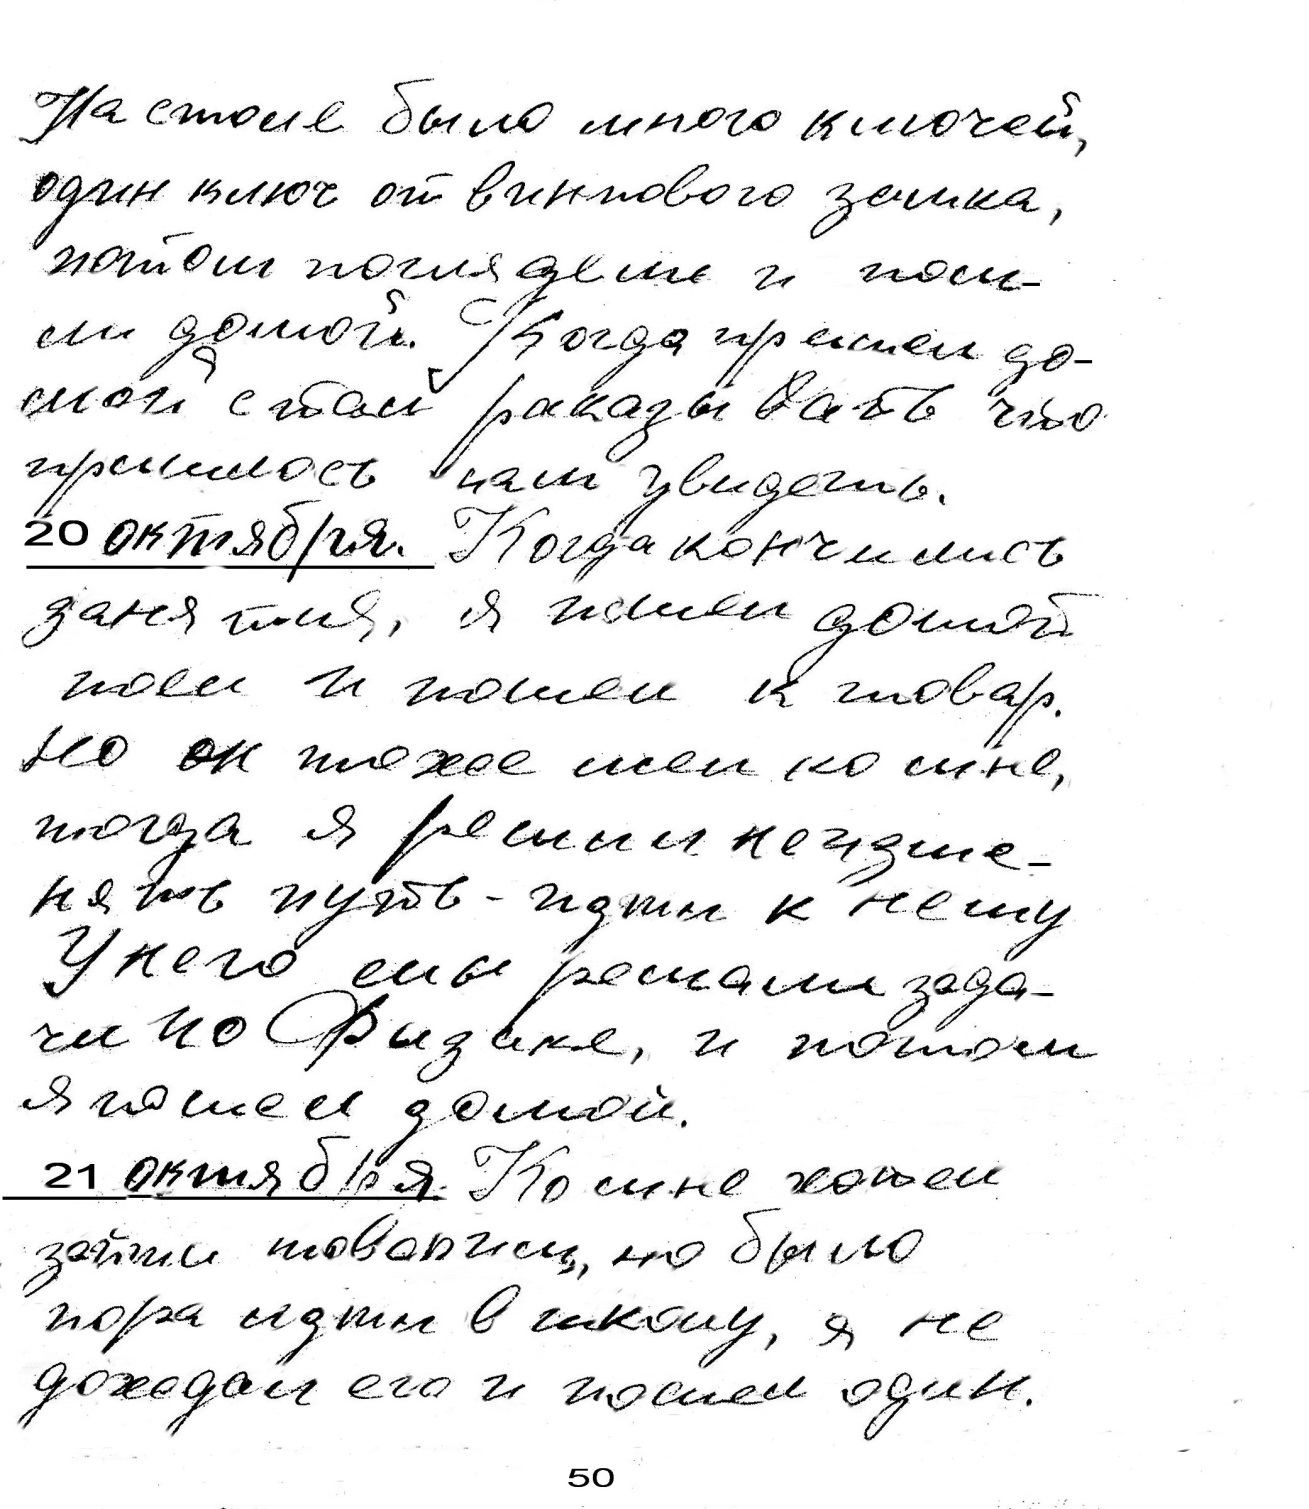 На столе было много ключей,
один ключ от винтового замка,
потом поглядели и пош-
ли домой. Когда пришел до-
мой стал раказывать что
пришлось нам увидеть.
20 октября. Когда кончились
занятия, я пошел домой
поел и пошел к товар.
Но он тоже шел ко мне,
тогда я решил не изме-
нять путь - идти к нему
У него мы решали зада-
чи по Физике, и потом
я пошел домой.
21 октября. Ко мне хотел
зайти товарищ, но было
пора идти в школу, я не
дождал его и пошел один.
50